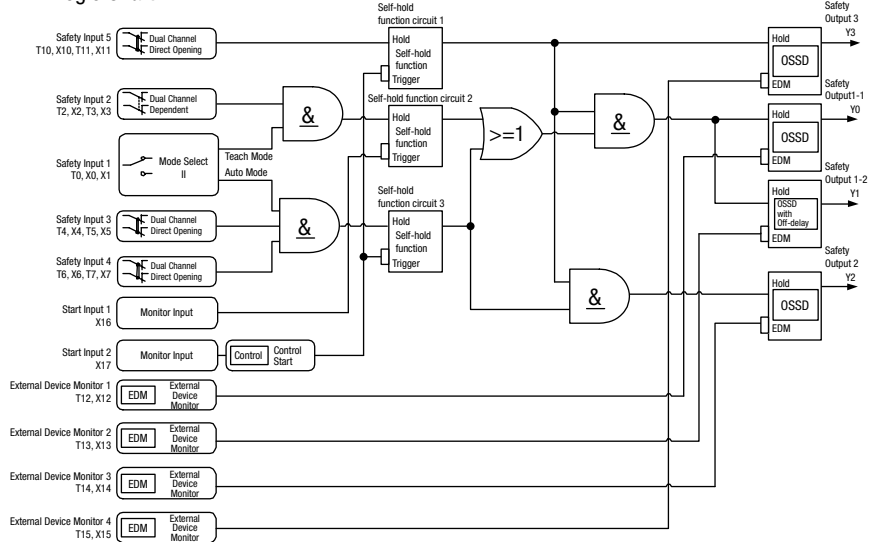 Self-hold
function circuit 1
Safety
Output 3
Y3
Safety Input 5
T10, X10, T11, X11
Dual Channel
Direct Opening
Hold
Self-hold
function
Trigger
Hold
OSSD
EDM
Safety Input 2
T2, X2, T3, X3
Dual Channel
Dependent
&
Self-hold function circuit 2
Hold
Self-hold
function
Trigger
>=1
&
Safety
Output1-1
Y0
Hold
OSSD
EDM
Safety Input 1
T0, X0, X1
Mode Select
II
Teach Mode
Auto Mode
Safety
Output 1-2
Y1
Hold
OSSD
with
Off-delay
EDM
Self-hold
function circuit 3
Hold
Self-hold
function
Trigger
Safety Input 3
T4, X4, T5, X5
Dual Channel
Direct Opening
&
Safety Input 4
T6, X6, T7, X7
Dual Channel
Direct Opening
Safety
Output 2
Y2
Hold
OSSD
EDM
&
Start Input 1
X16
Monitor Input
Start Input 2
X17
Monitor Input
Control
Control
Start
External Device Monitor 1
T12, X12
EDM
External
Device
Monitor
External Device Monitor 2
T13, X13
EDM
External
Device
Monitor
External Device Monitor 3
T14, X14
EDM
External
Device
Monitor
External Device Monitor 4
T15, X15
EDM
External
Device
Monitor